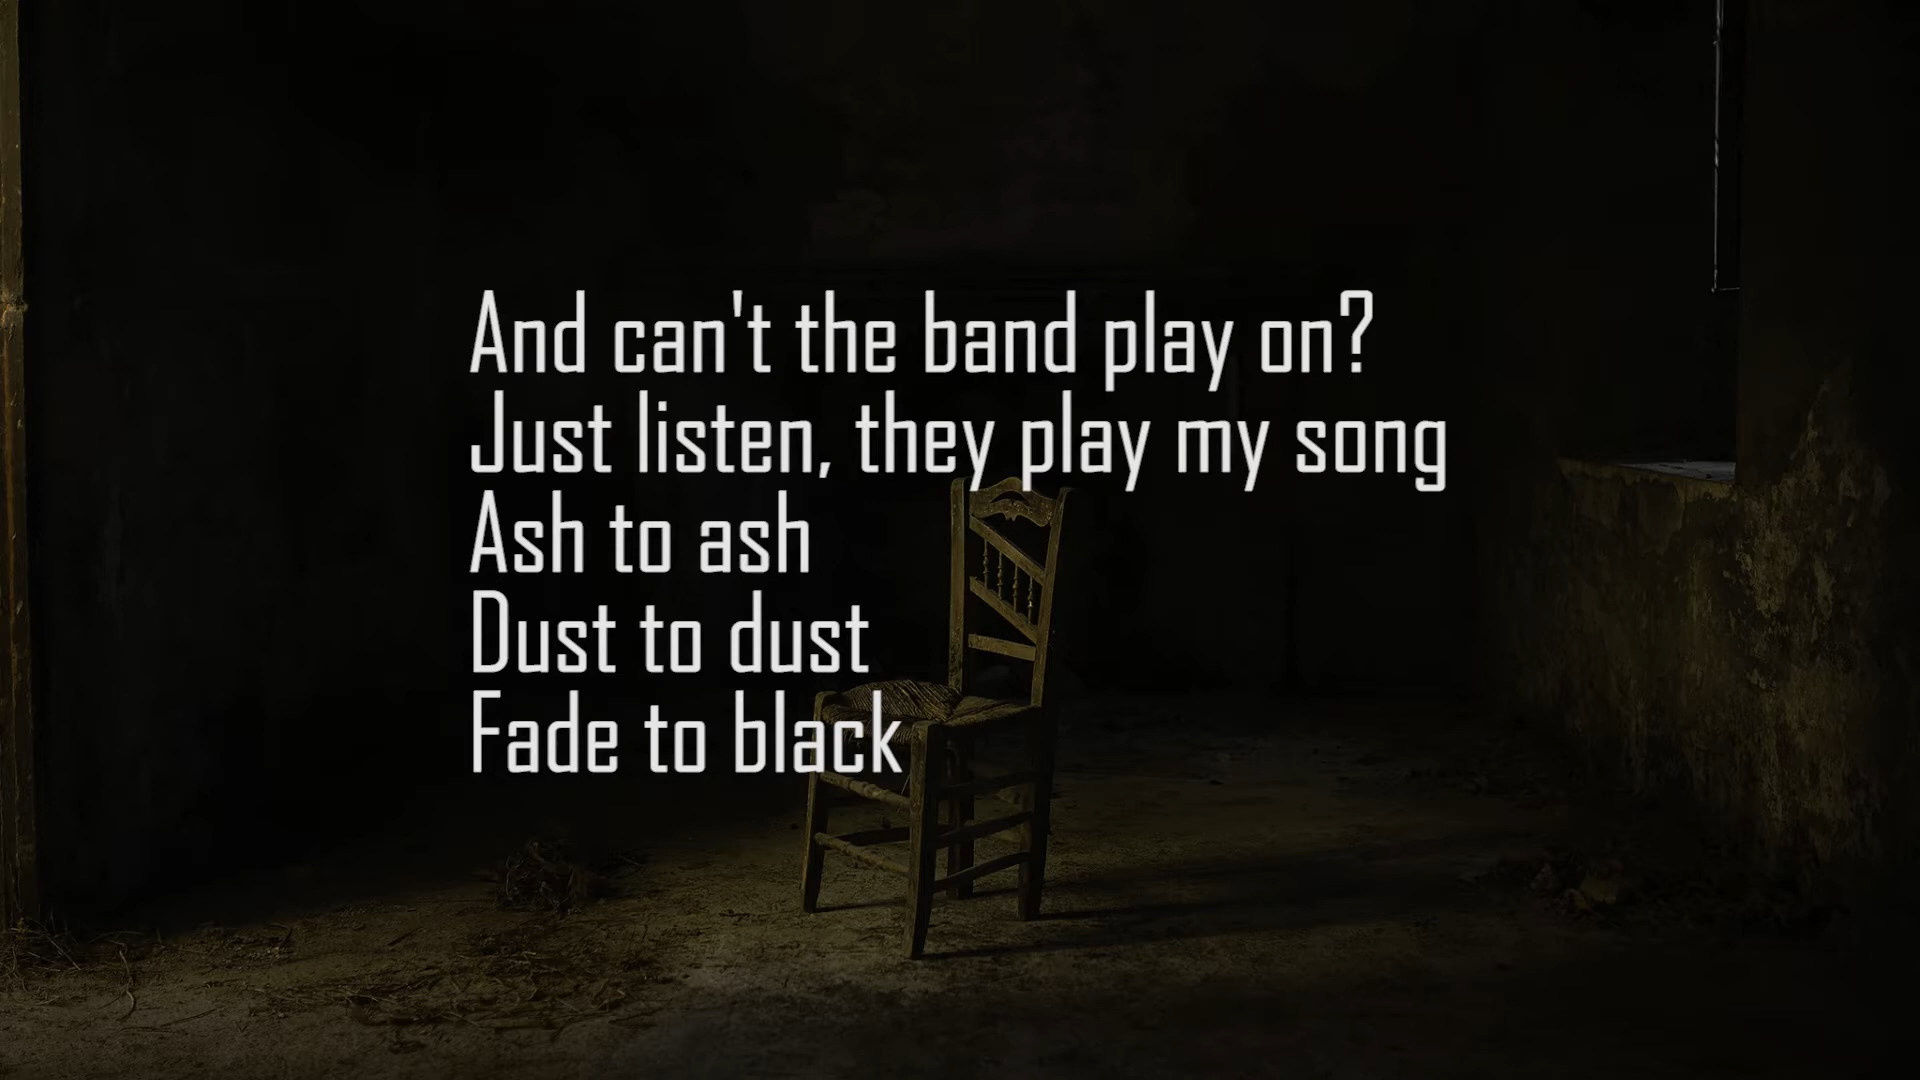 And can't the band play on?
Just listen, they play my song
Ash to ash
Dust to dust
Fade to black